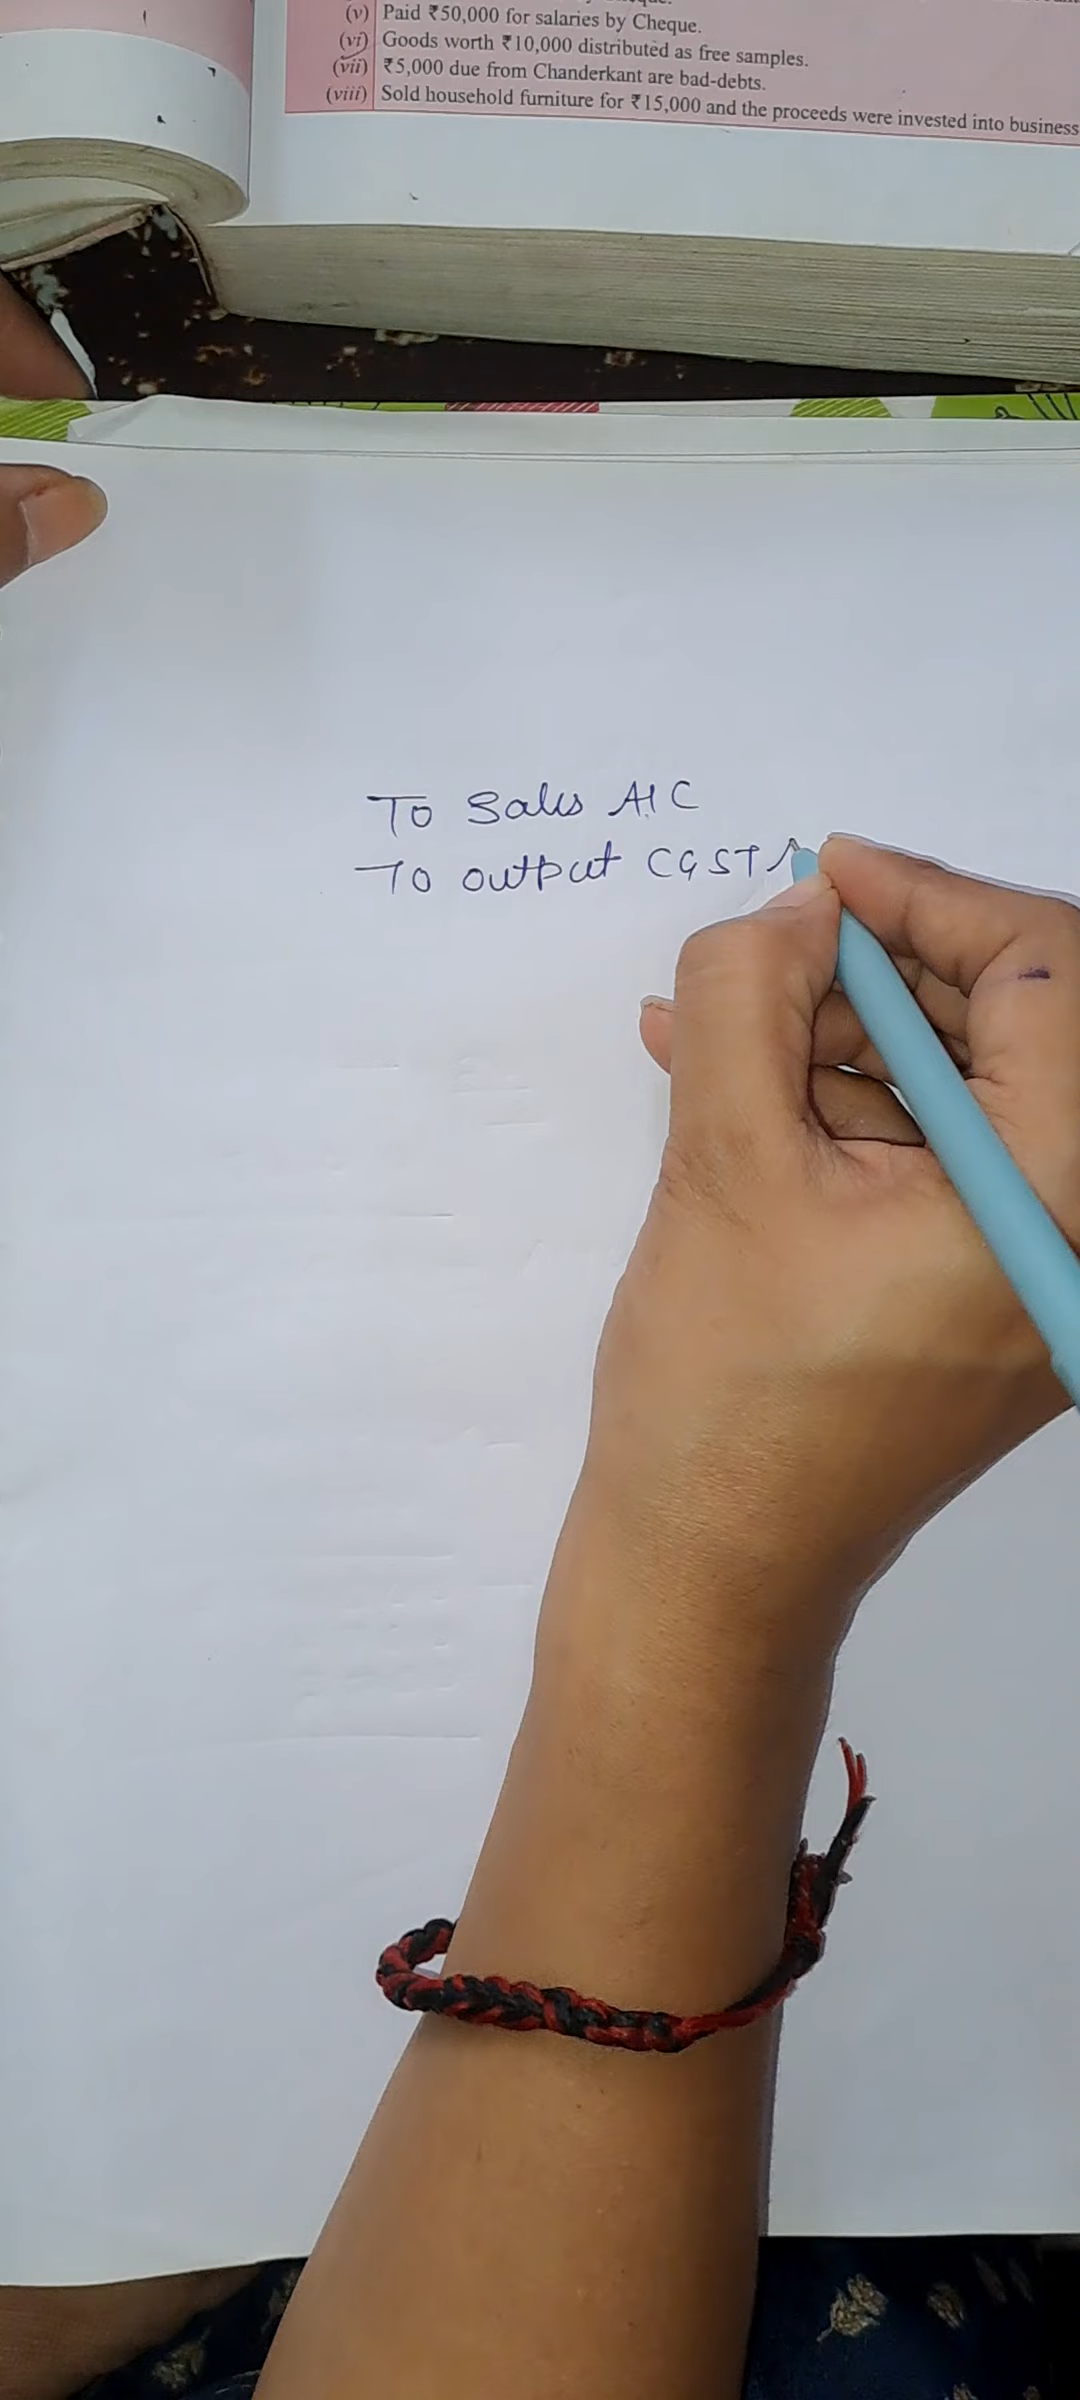 (v) Paid ₹50,000 for salaries by Cheque.
(vi) Goods worth ₹10,000 distributed as free samples.
(vii) ₹5,000 due from Chanderkant are bad-debts.
(viii) Sold household furniture for ₹15,000 and the proceeds were invested into business
To Sales A/C
To output CGST